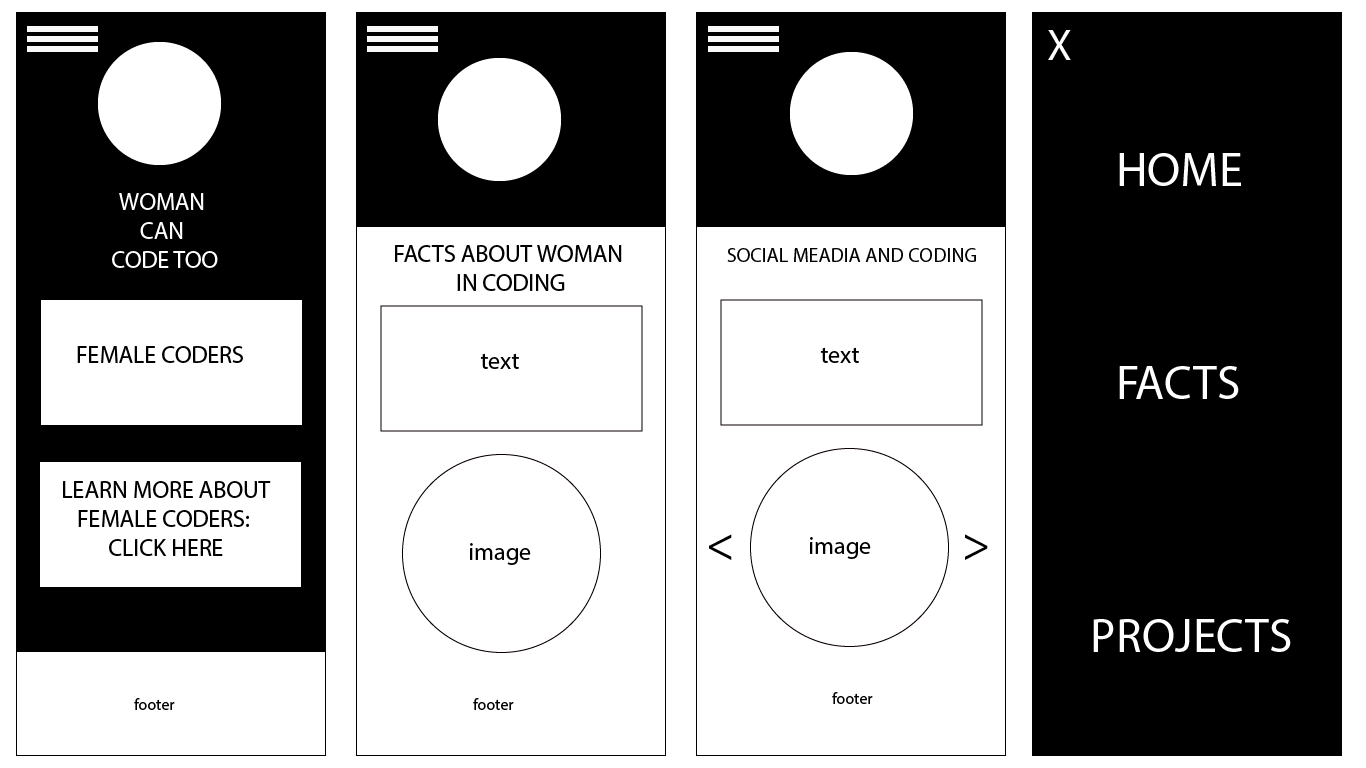 WOMAN
CAN
CODE TOO
FEMALE CODERS
LEARN MORE ABOUT
FEMALE CODERS:
CLICK HERE
footer
FACTS ABOUT WOMAN
IN CODING
text
image
footer
SOCIAL MEADIA AND CODING
text
< image >
footer
X
HOME
FACTS
PROJECTS